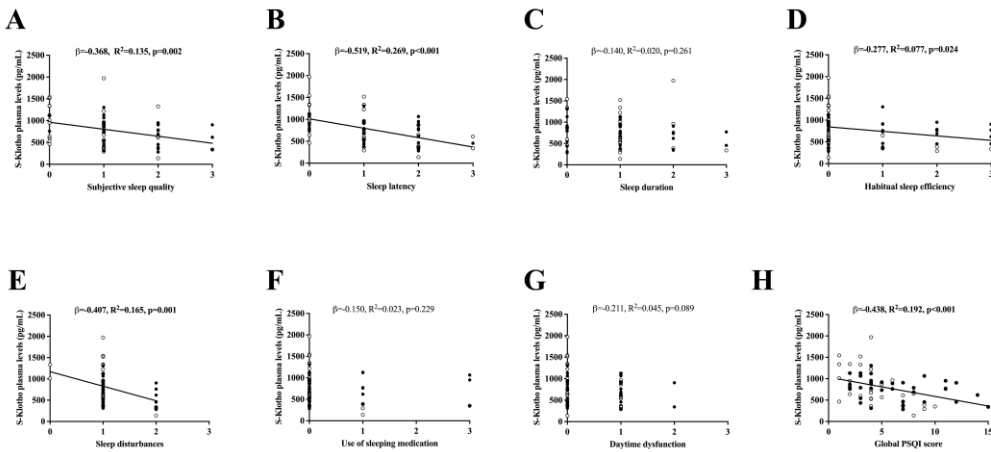 A
β=-0.368, R²=0.135, p=0.002
S-Klotho plasma levels (pg/mL)
2500
2000
1500
1000
500
0
0 1 2 3
Subjective sleep quality
B
β=-0.519, R²=0.269, p<0.001
S-Klotho plasma levels (pg/mL)
2500
2000
1500
1000
500
0
0 1 2 3
Sleep latency
C
β=-0.140, R²=0.020, p=0.261
S-Klotho plasma levels (pg/mL)
2500
2000
1500
1000
500
0
0 1 2 3
Sleep duration
D
β=-0.277, R²=0.077, p=0.024
S-Klotho plasma levels (pg/mL)
2500
2000
1500
1000
500
0
0 1 2 3
Habitual sleep efficiency
E
β=-0.407, R²=0.165, p=0.001
S-Klotho plasma levels (pg/mL)
2500
2000
1500
1000
500
0
0 1 2 3
Sleep disturbances
F
β=-0.150, R²=0.023, p=0.229
S-Klotho plasma levels (pg/mL)
2500
2000
1500
1000
500
0
0 1 2 3
Use of sleeping medication
G
β=-0.211, R²=0.045, p=0.089
S-Klotho plasma levels (pg/mL)
2500
2000
1500
1000
500
0
0 1 2 3
Daytime dysfunction
H
β=-0.438, R²=0.192, p<0.001
S-Klotho plasma levels (pg/mL)
2500
2000
1500
1000
500
0
0 5 10 15
Global PSQI score